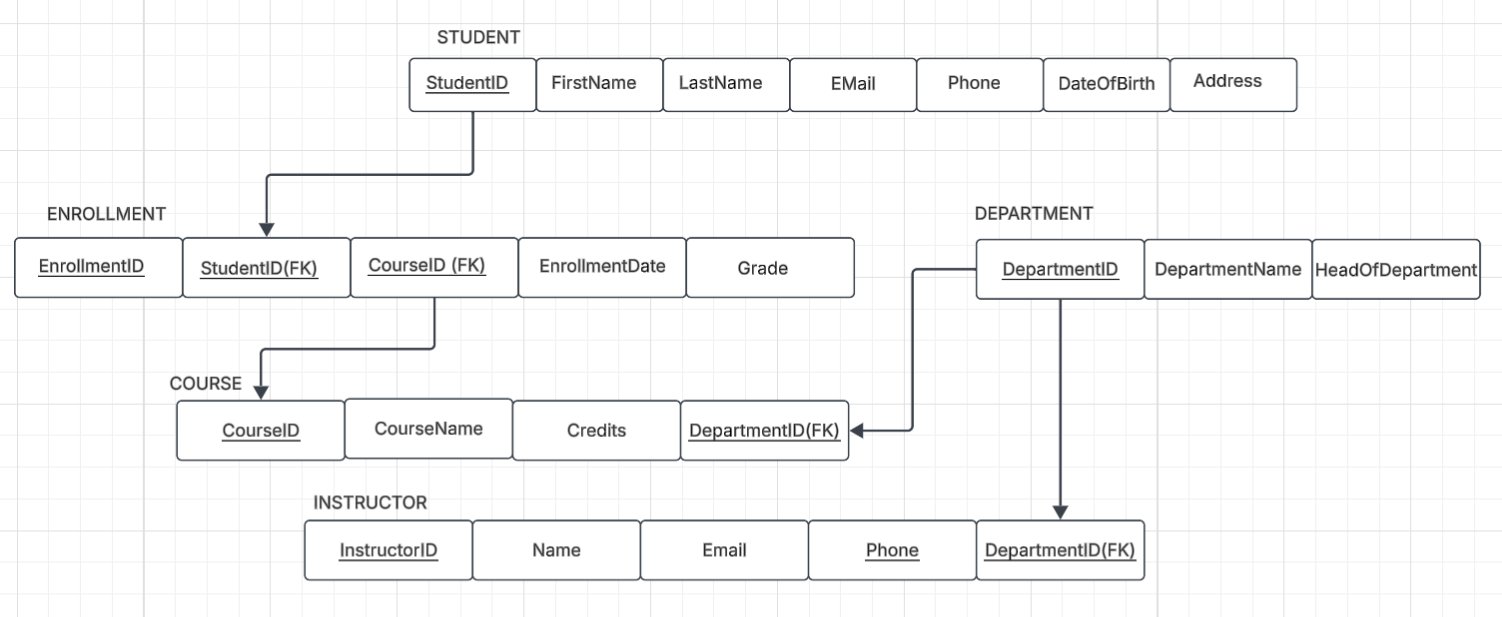 STUDENT
StudentID FirstName LastName EMail Phone DateOfBirth Address
ENROLLMENT
EnrollmentID StudentID(FK) CourseID (FK) EnrollmentDate Grade
DEPARTMENT
DepartmentID DepartmentName HeadOfDepartment
COURSE
CourseID CourseName Credits DepartmentID(FK)
INSTRUCTOR
InstructorID Name Email Phone DepartmentID(FK)